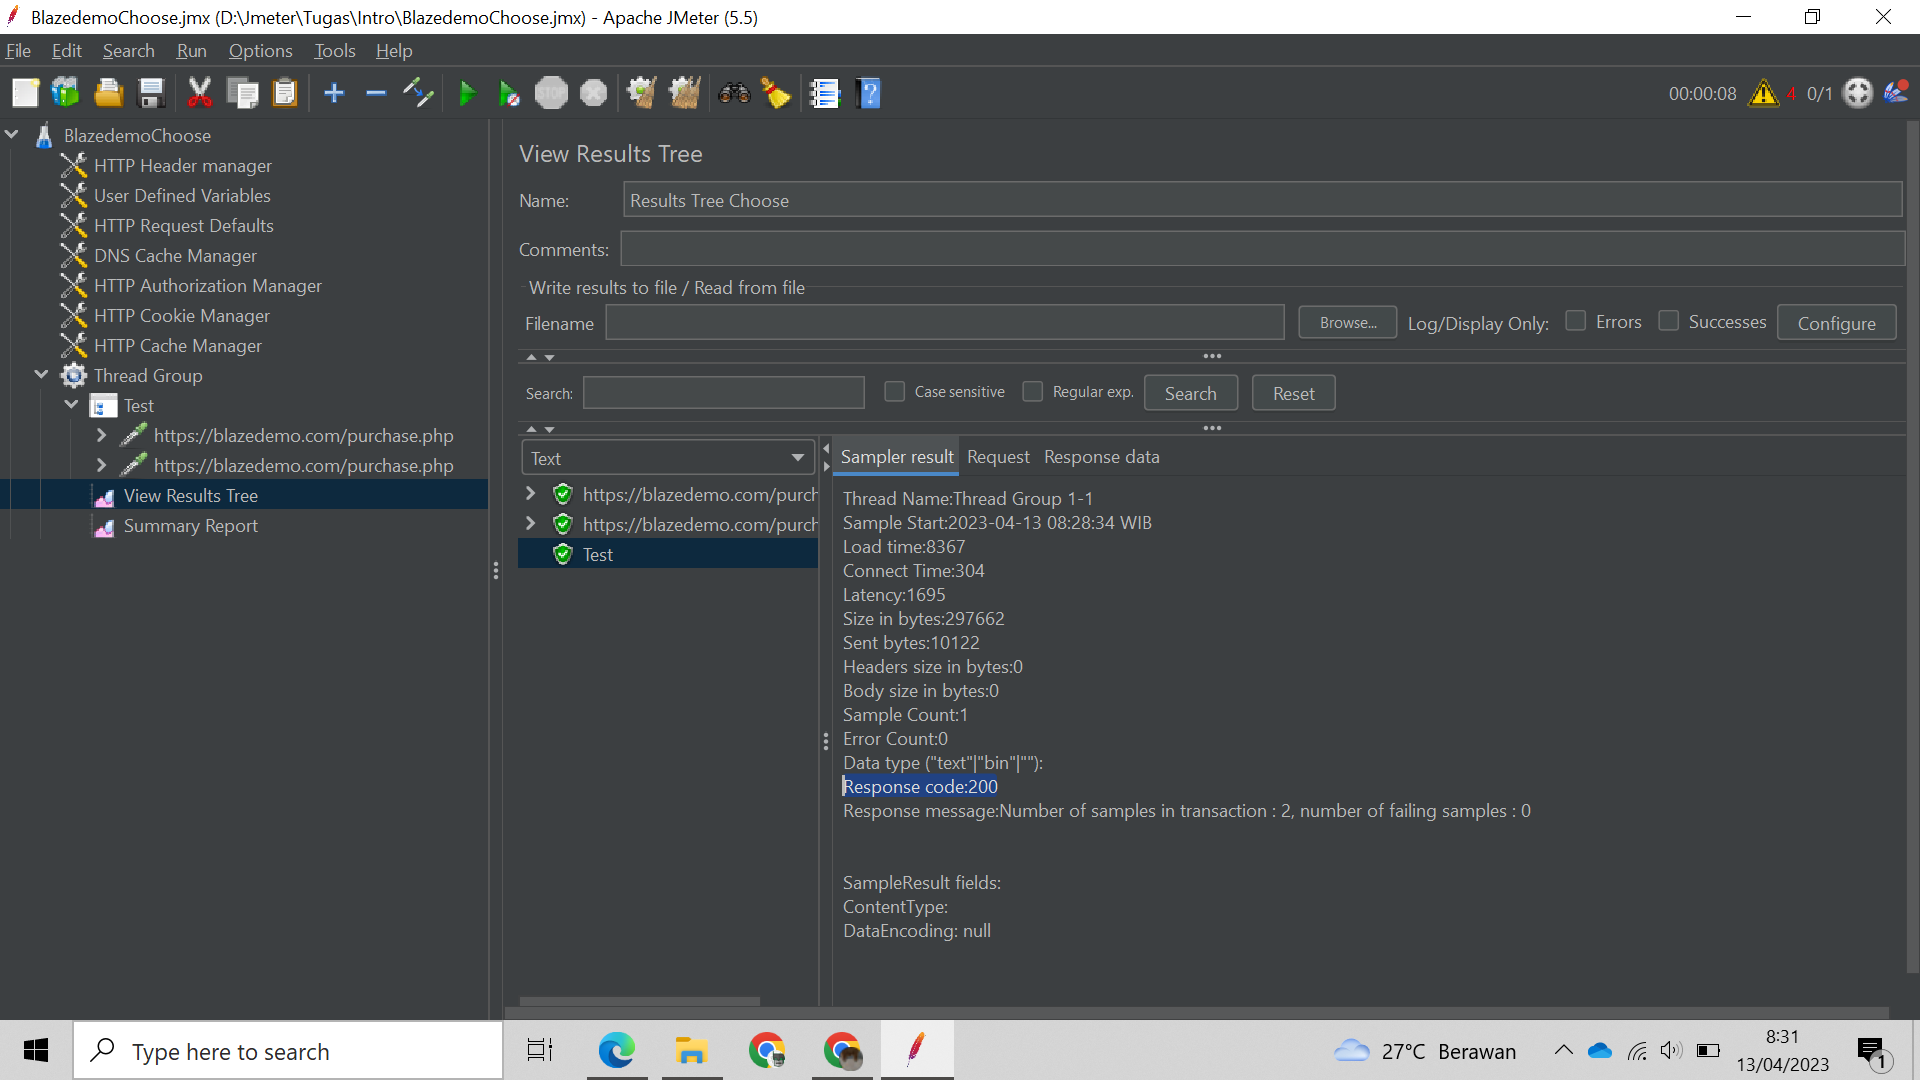 BlazedemoChoose.jmx (D:\Jmeter\Tugas\Intro\BlazedemoChoose.jmx) - Apache JMeter (5.5)
File Edit Search Run Options Tools Help
STOP
00:00:08 4 0/1
BlazedemoChoose
HTTP Header manager
User Defined Variables
HTTP Request Defaults
DNS Cache Manager
HTTP Authorization Manager
HTTP Cookie Manager
HTTP Cache Manager
Thread Group
Test
https://blazedemo.com/purchase.php
https://blazedemo.com/purchase.php
View Results Tree
Summary Report
View Results Tree
Name: Results Tree Choose
Comments:
Write results to file / Read from file
Filename Browse... Log/Display Only: Errors Successes Configure
Search: Case sensitive Regular exp. Search Reset
Text
https://blazedemo.com/purch
https://blazedemo.com/purch
Test
Sampler result Request Response data
Thread Name:Thread Group 1-1
Sample Start:2023-04-13 08:28:34 WIB
Load time:8367
Connect Time:304
Latency:1695
Size in bytes:297662
Sent bytes:10122
Headers size in bytes:0
Body size in bytes:0
Sample Count:1
Error Count:0
Data type ("text"|"bin"|""):
Response code:200
Response message:Number of samples in transaction : 2, number of failing samples : 0
SampleResult fields:
ContentType:
DataEncoding: null
Type here to search
27°C Berawan
8:31
13/04/2023
1